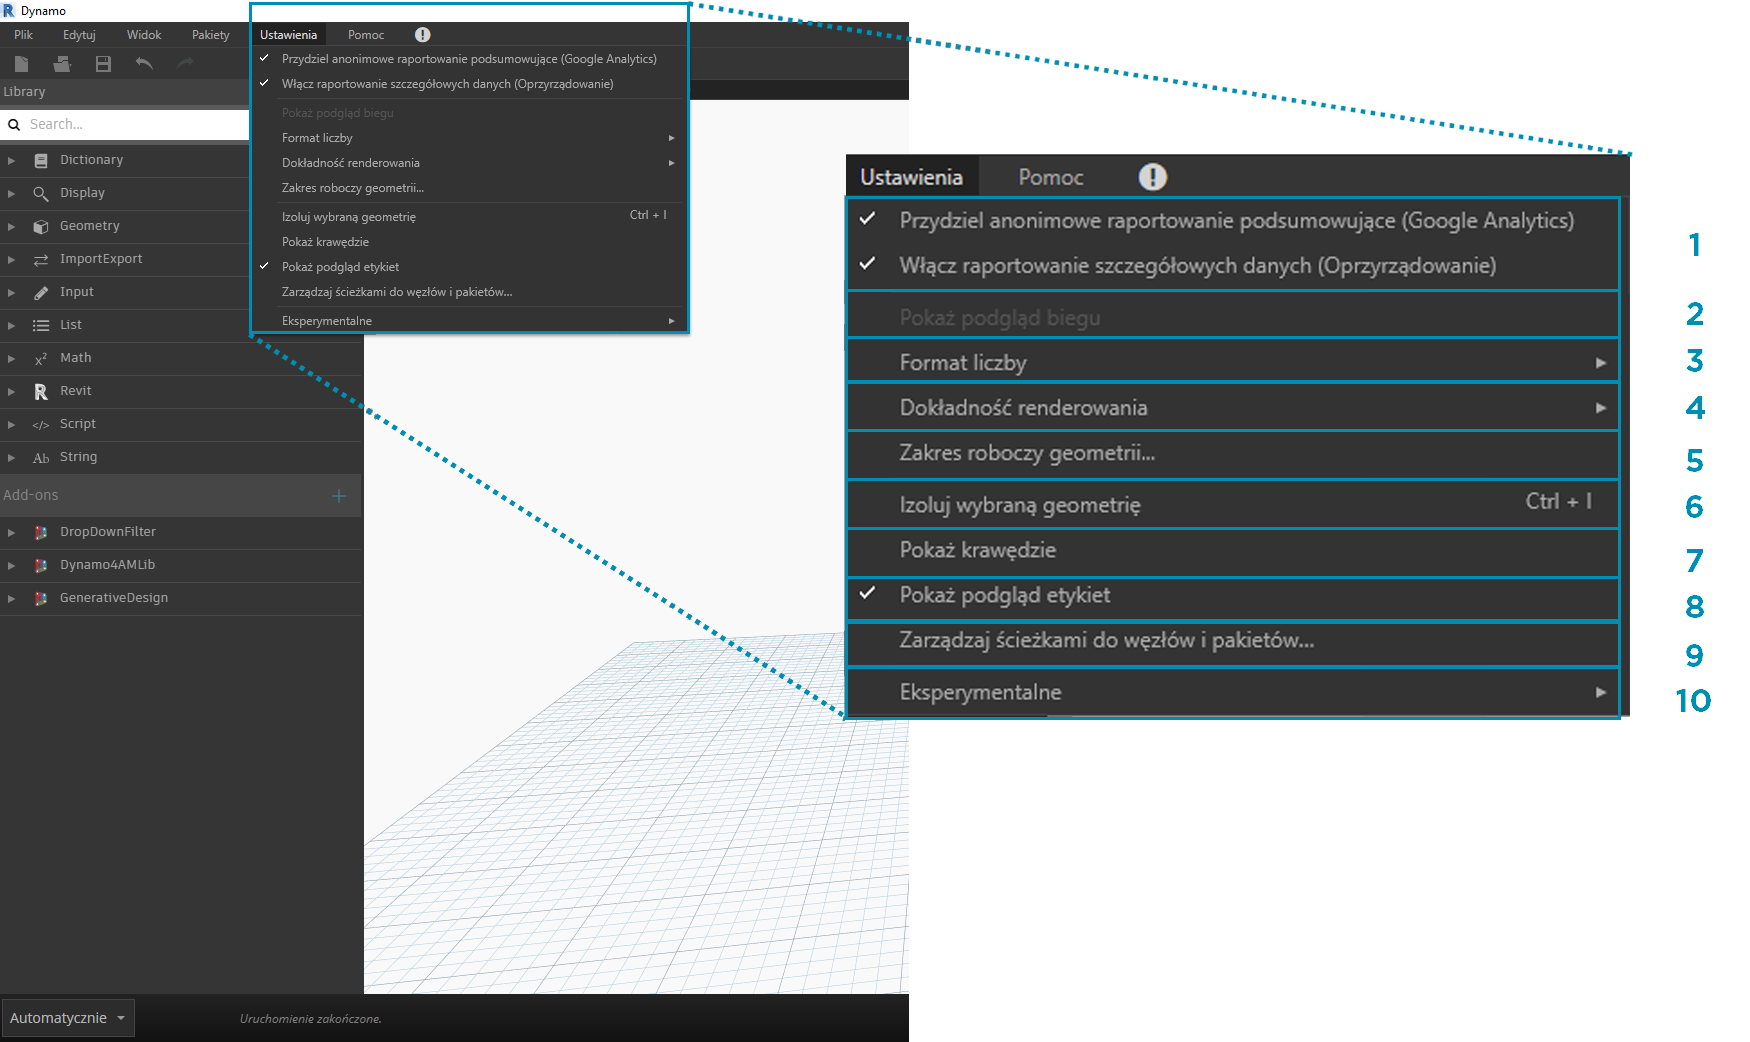 Dynamo
Plik Edytuj Widok Pakiety Ustawienia Pomoc
Przydziel anonimowe raportowanie podsumowujące (Google Analytics)
Włącz raportowanie szczegółowych danych (Oprzyrządowanie)
Pokaż podgląd biegu
Format liczby
Dokładność renderowania
Zakres roboczy geometrii...
Izoluj wybraną geometrię Ctrl + I
Pokaż krawędzie
Pokaż podgląd etykiet
Zarządzaj ścieżkami do węzłów i pakietów...
Eksperymentalne
Library
Search...
Dictionary
Display
Geometry
ImportExport
Input
List
Math
Revit
Script
String
Add-ons
DropDownFilter
Dynamo4AMLib
GenerativeDesign
Automatycznie
Uruchomienie zakończone.
Ustawienia Pomoc
Przydziel anonimowe raportowanie podsumowujące (Google Analytics)
Włącz raportowanie szczegółowych danych (Oprzyrządowanie)
1
Pokaż podgląd biegu 2
Format liczby 3
Dokładność renderowania 4
Zakres roboczy geometrii... 5
Izoluj wybraną geometrię Ctrl + I 6
Pokaż krawędzie 7
Pokaż podgląd etykiet 8
Zarządzaj ścieżkami do węzłów i pakietów... 9
Eksperymentalne 10